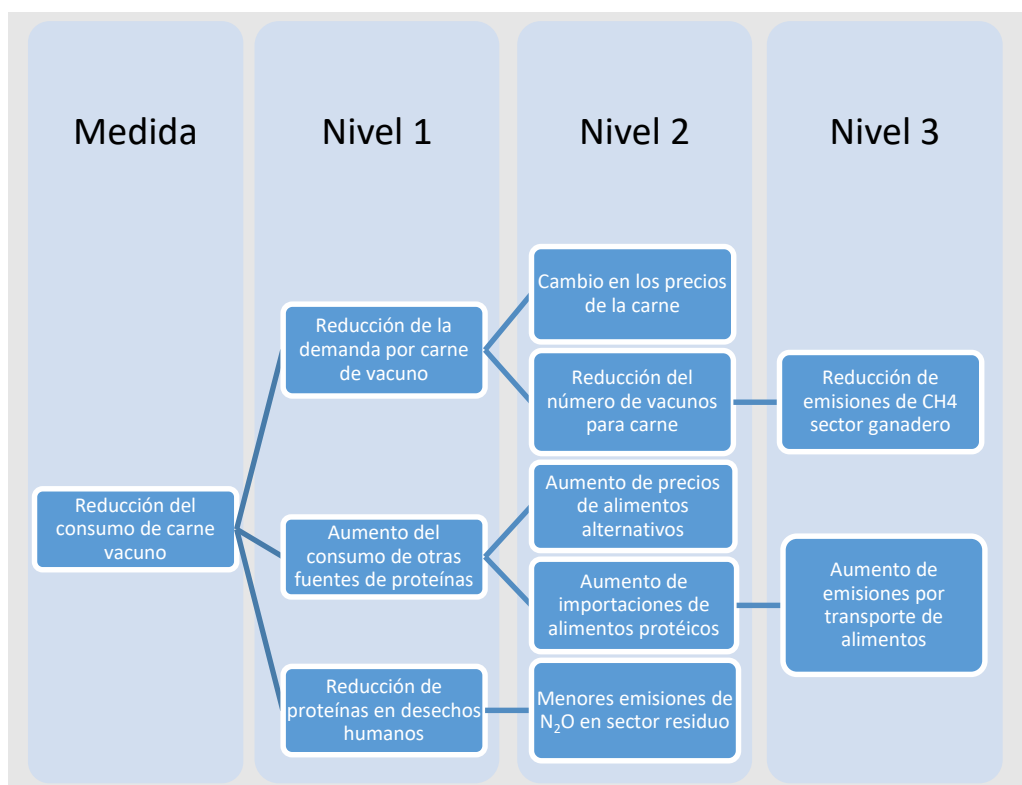 Medida
Nivel 1
Nivel 2
Nivel 3
Reducción del
consumo de carne
vacuno
Reducción de la
demanda por carne
de vacuno
Aumento del
consumo de otras
fuentes de proteínas
Reducción de
proteínas en desechos
humanos
Cambio en los precios
de la carne
Reducción del
número de vacunos
para carne
Aumento de precios
de alimentos
alternativos
Aumento de
importaciones de
alimentos protéicos
Menores emisiones de
N₂O en sector residuo
Reducción de
emisiones de CH4
sector ganadero
Aumento de
emisiones por
transporte de
alimentos